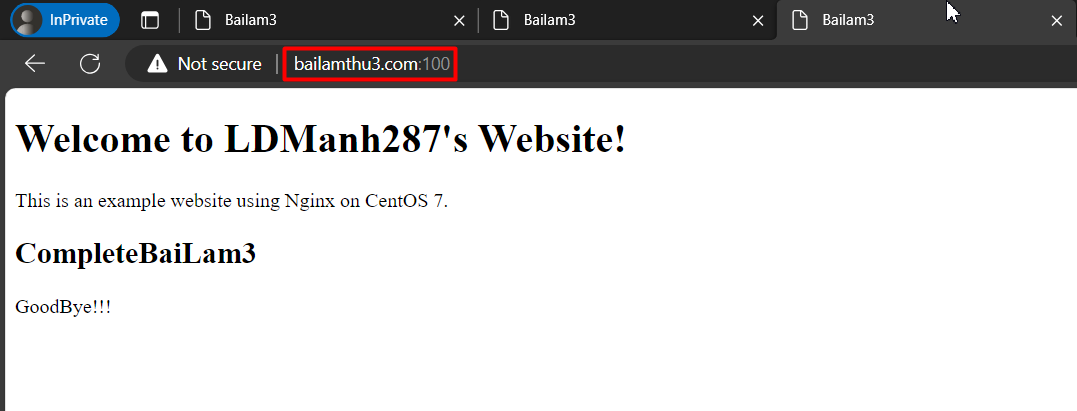 InPrivate
Bailam3
Bailam3
Bailam3
Not secure
bailamthu3.com:100
Welcome to LDManh287's Website!
This is an example website using Nginx on CentOS 7.
CompleteBaiLam3
GoodBye!!!